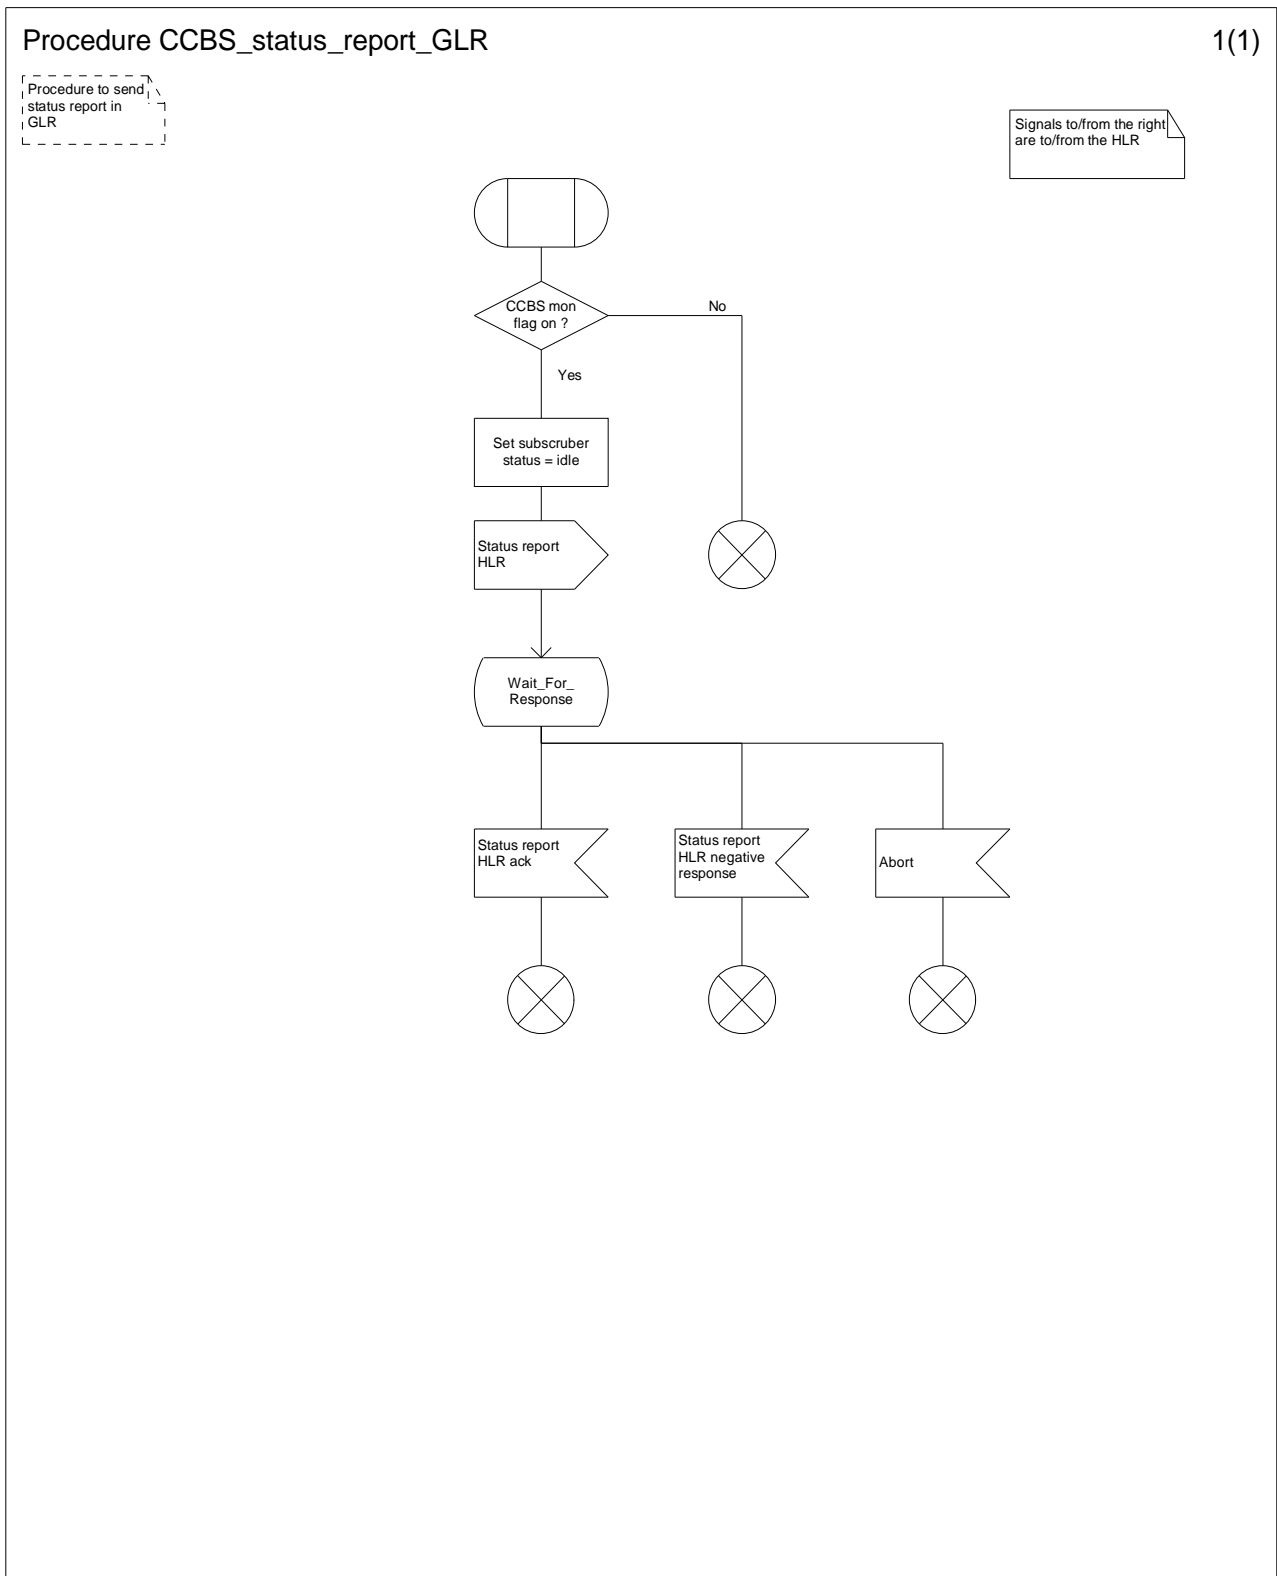 Procedure CCBS_status_report_GLR
1(1)
Procedure to send
status report in
GLR
Signals to/from the right
are to/from the HLR
CCBS mon
flag on ?
No
Yes
Set subscruber
status = idle
Status report
HLR
Wait_For_
Response
Status report
HLR ack
Status report
HLR negative
response
Abort